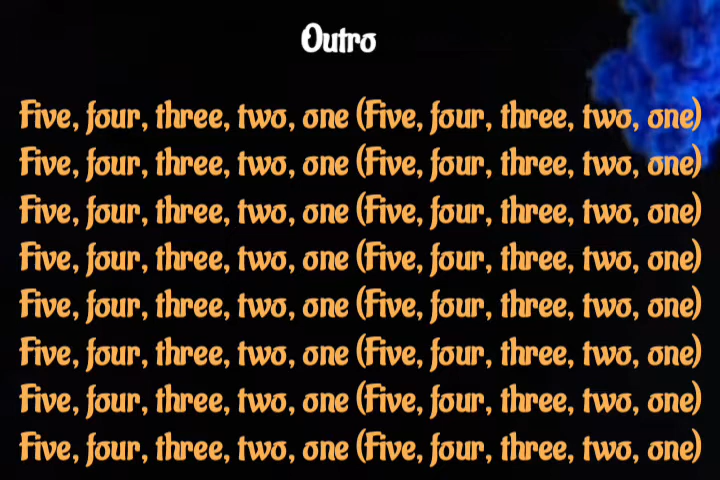 Outro
Five, four, three, two, one (Five, four, three, two, one)
Five, four, three, two, one (Five, four, three, two, one)
Five, four, three, two, one (Five, four, three, two, one)
Five, four, three, two, one (Five, four, three, two, one)
Five, four, three, two, one (Five, four, three, two, one)
Five, four, three, two, one (Five, four, three, two, one)
Five, four, three, two, one (Five, four, three, two, one)
Five, four, three, two, one (Five, four, three, two, one)